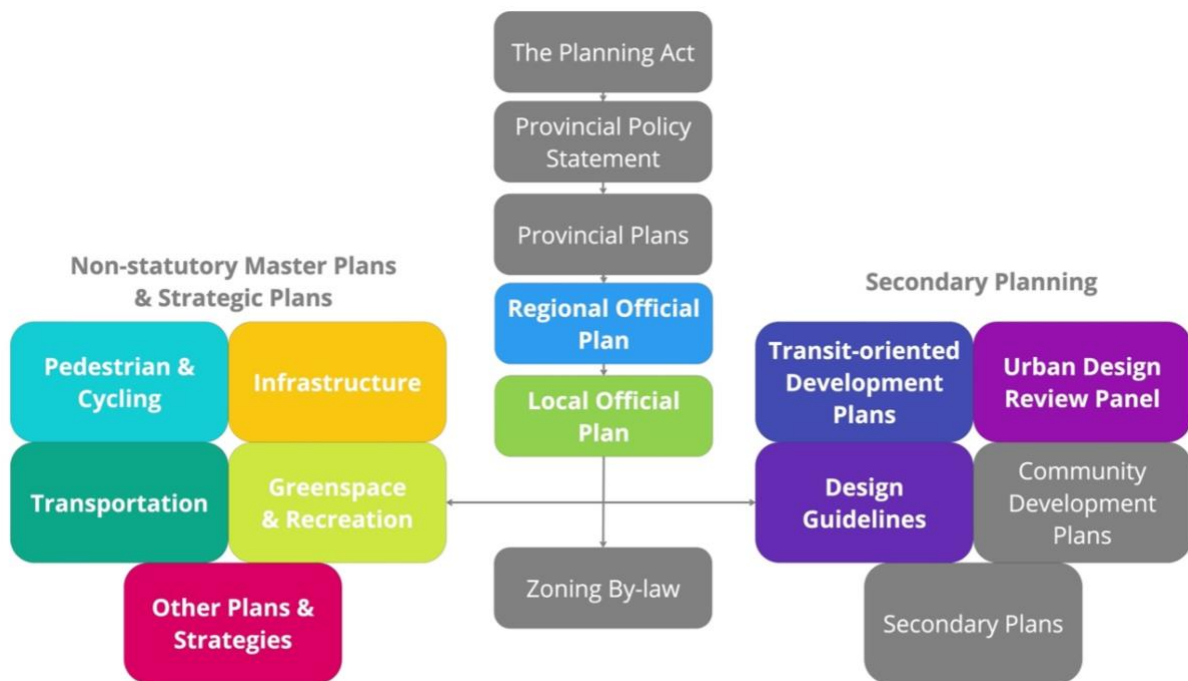 The Planning Act
Provincial Policy
Statement
Provincial Plans
Regional Official
Plan
Local Official
Plan
Zoning By-law
Non-statutory Master Plans
& Strategic Plans
Pedestrian &
Cycling
Infrastructure
Transportation
Greenspace
& Recreation
Other Plans &
Strategies
Secondary Planning
Transit-oriented
Development
Plans
Urban Design
Review Panel
Design
Guidelines
Community
Development
Plans
Secondary Plans